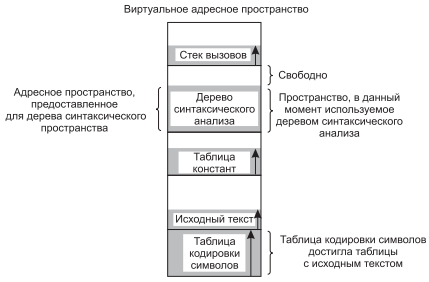 Виртуальное адресное пространство
Стек вызовов
Свободно
Адресное пространство,
предоставленное
для дерева синтаксического
пространства
Дерево
синтаксического
анализа
Пространство, в данный
момент используемое
деревом синтаксического
анализа
Таблица
констант
Исходный текст
Таблица
кодировки
символов
Таблица кодировки символов
достигла таблицы
с исходным текстом